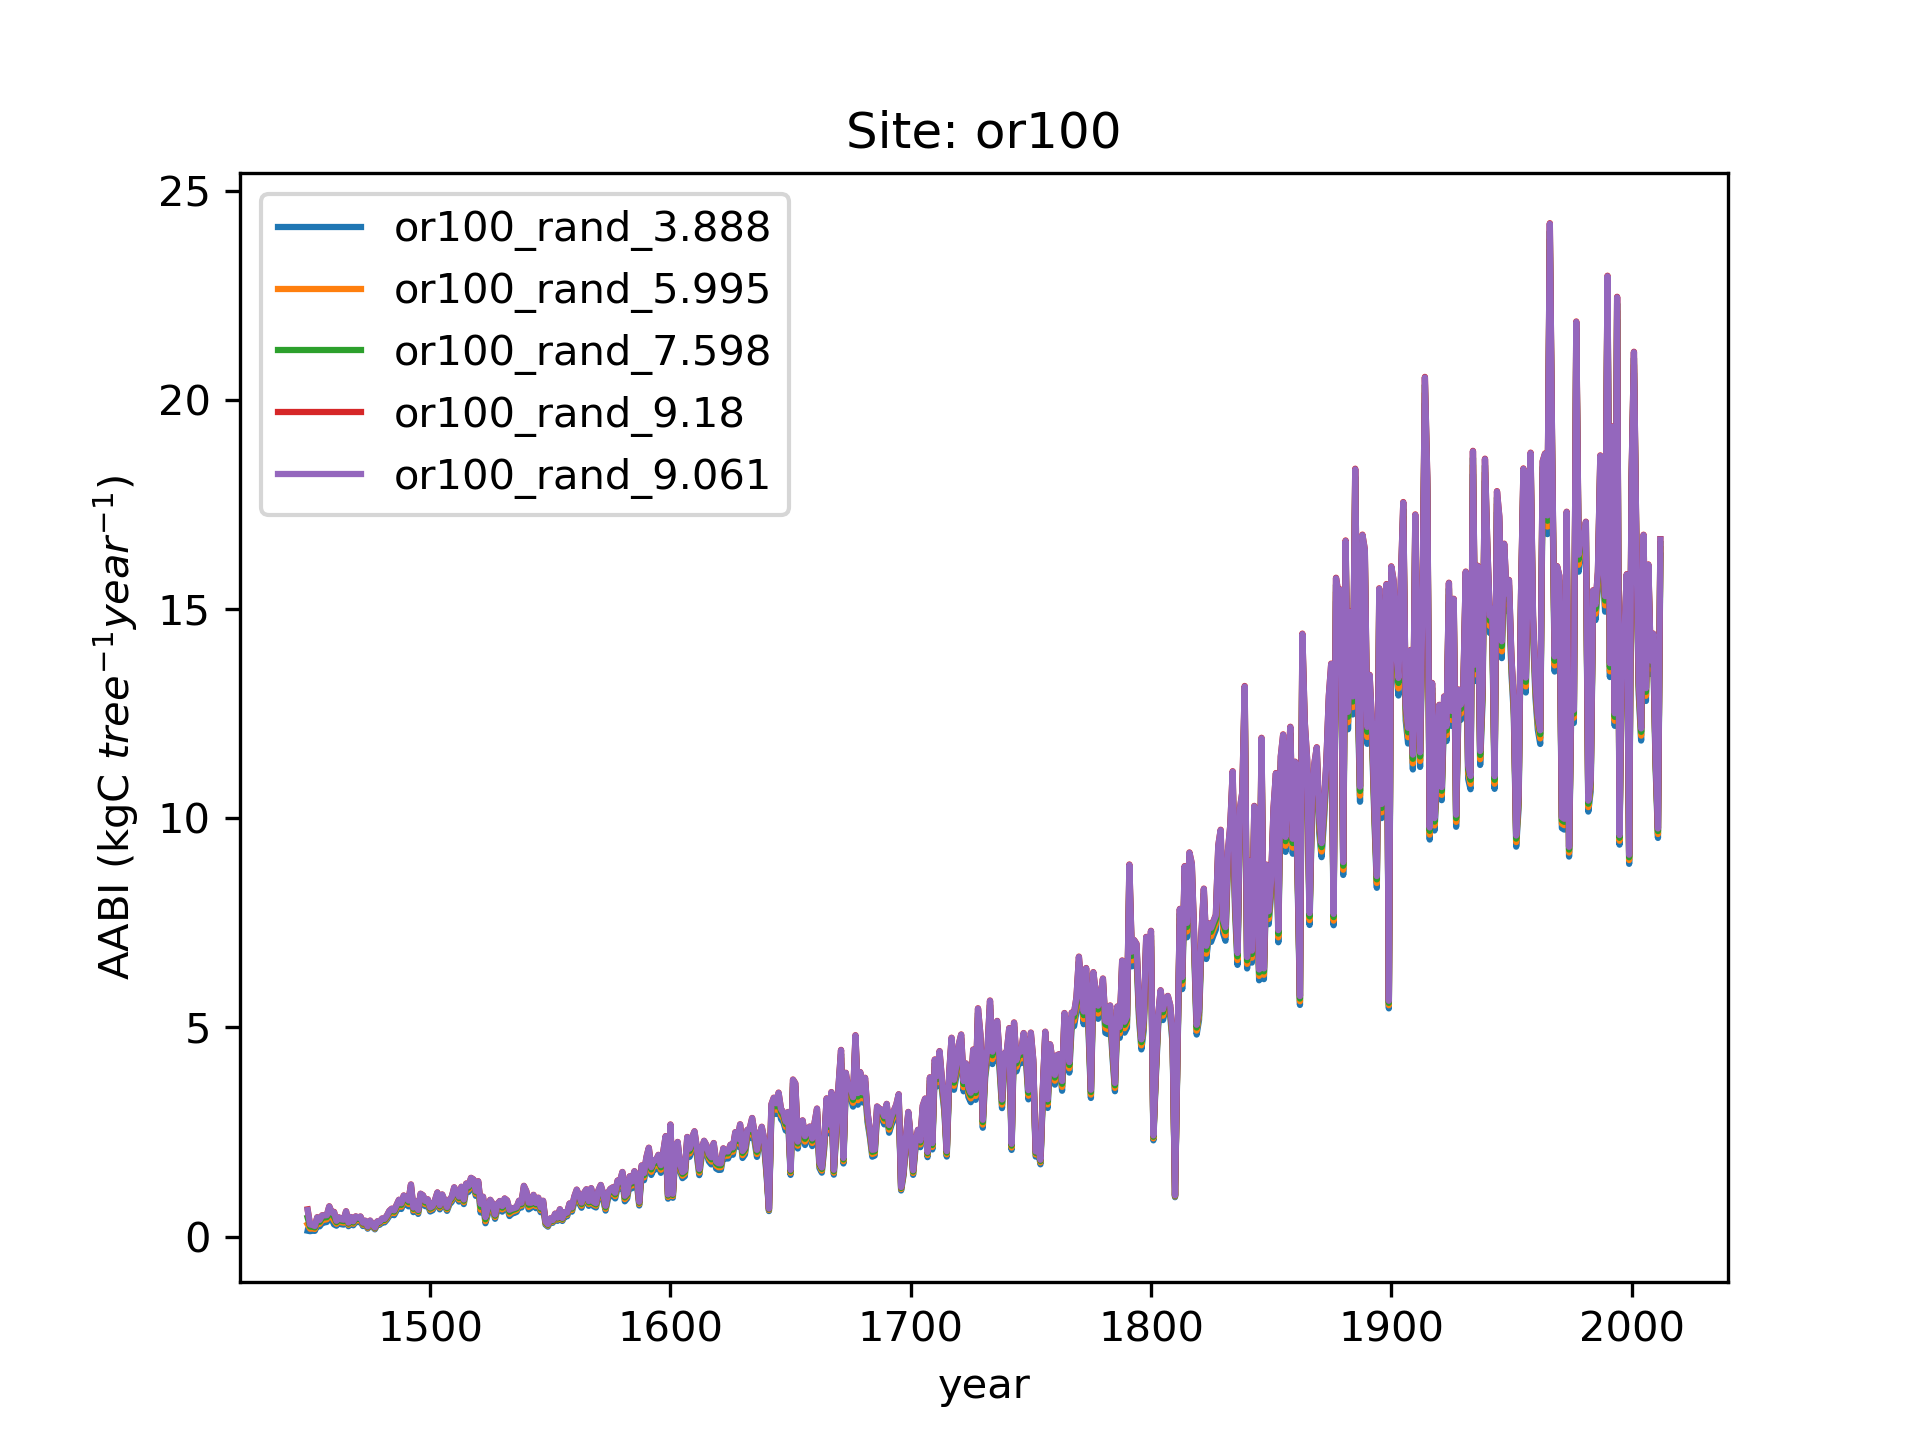 Site: or100
25
20
15
10
5
0
AABI (kgC tree⁻¹year⁻¹)
or100_rand_3.888
or100_rand_5.995
or100_rand_7.598
or100_rand_9.18
or100_rand_9.061
1500 1600 1700 1800 1900 2000
year